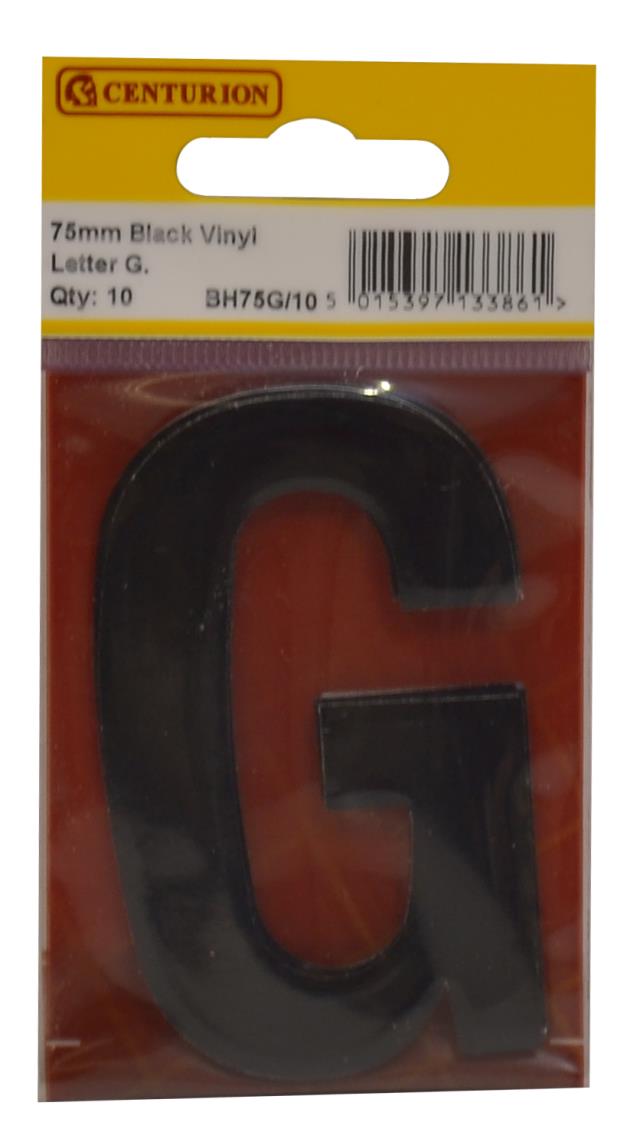 CENTURION
75mm Black Vinyl
Letter G.
Qty: 10 BH75G/10 5 015397 133861 >
G